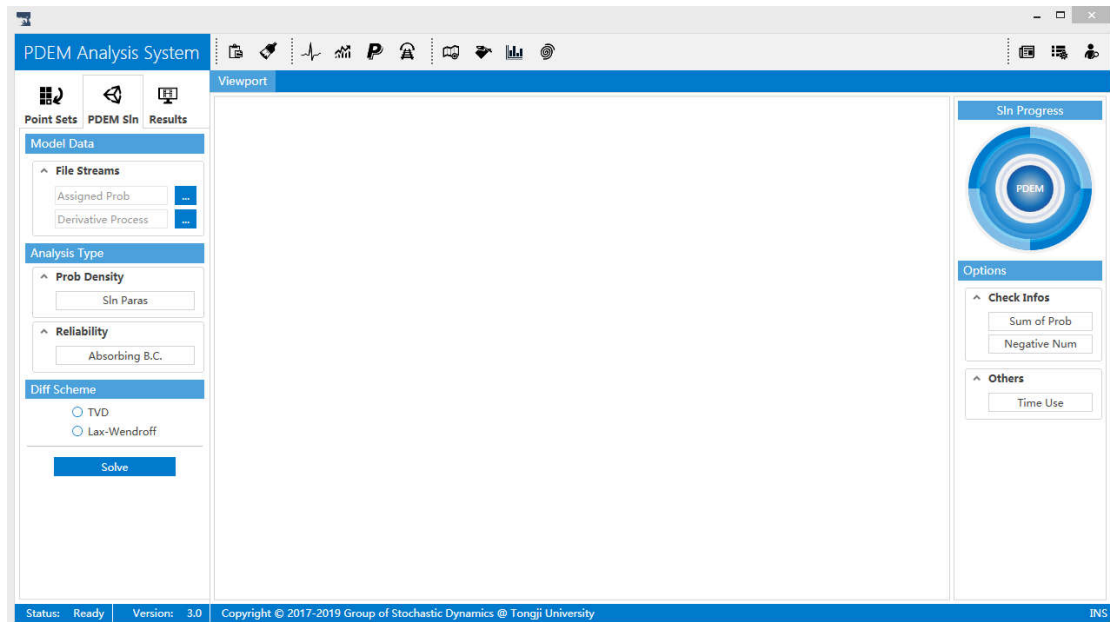 PDEM Analysis System
Viewport
Point Sets PDEM Sln Results
Model Data
File Streams
Assigned Prob ...
Derivative Process ...
Analysis Type
Prob Density
Sln Paras
Reliability
Absorbing B.C.
Diff Scheme
TVD
Lax-Wendroff
Solve
Sln Progress
PDEM
Options
Check Infos
Sum of Prob
Negative Num
Others
Time Use
Status: Ready Version: 3.0 Copyright © 2017-2019 Group of Stochastic Dynamics @ Tongji University INS